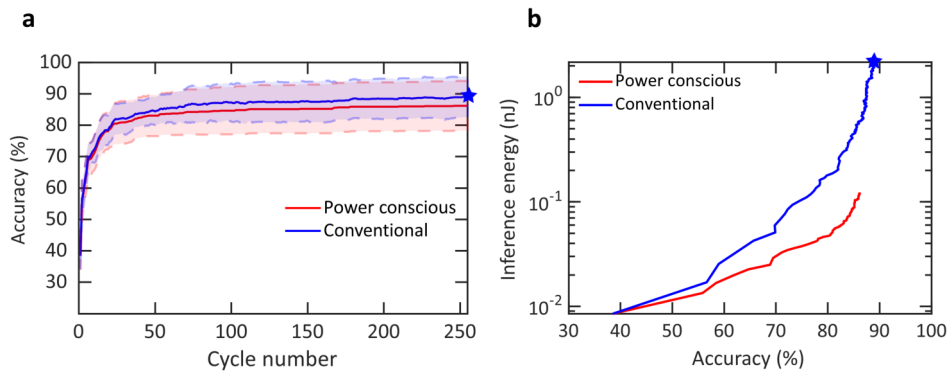 a
100
90
80
70
60
50
40
30
Accuracy (%)
Power conscious
Conventional
0 50 100 150 200 250
Cycle number
b
10⁰
10⁻¹
10⁻²
Inference energy (nJ)
Power conscious
Conventional
30 40 50 60 70 80 90 100
Accuracy (%)